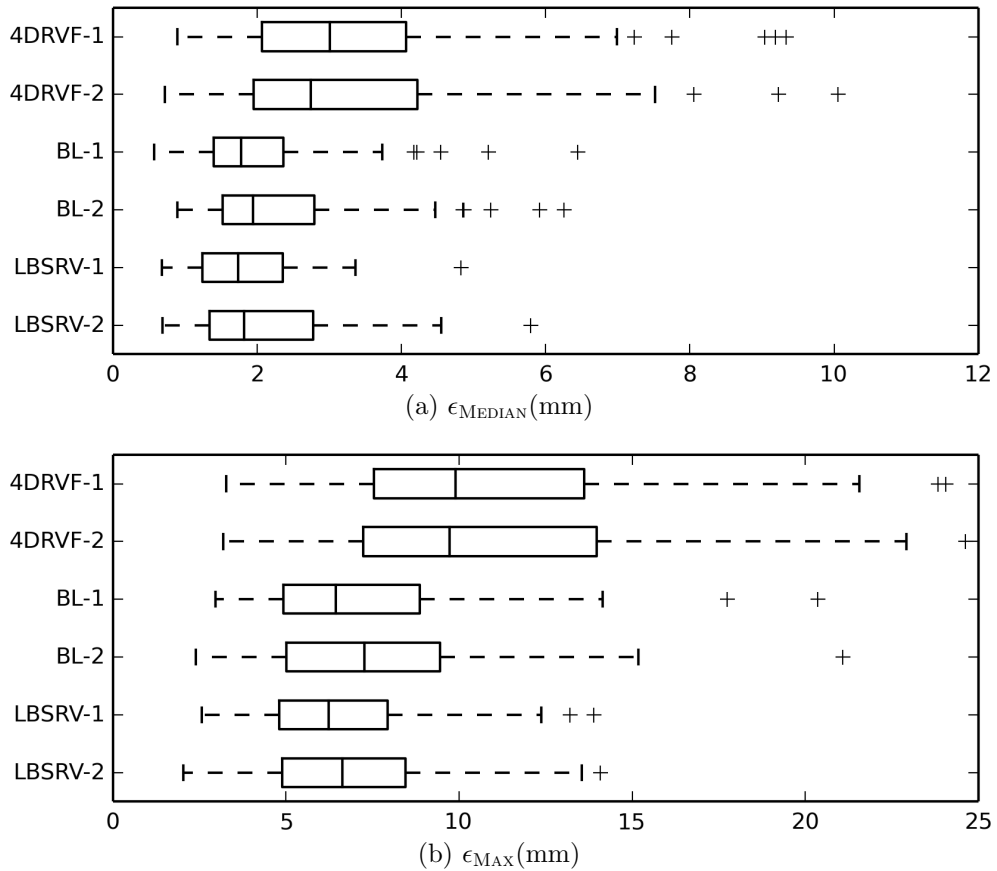 4DRVF-1
4DRVF-2
BL-1
BL-2
LBSRV-1
LBSRV-2
0 2 4 6 8 10 12
(a) ϵMEDIAN(mm)
4DRVF-1
4DRVF-2
BL-1
BL-2
LBSRV-1
LBSRV-2
0 5 10 15 20 25
(b) ϵMAX(mm)